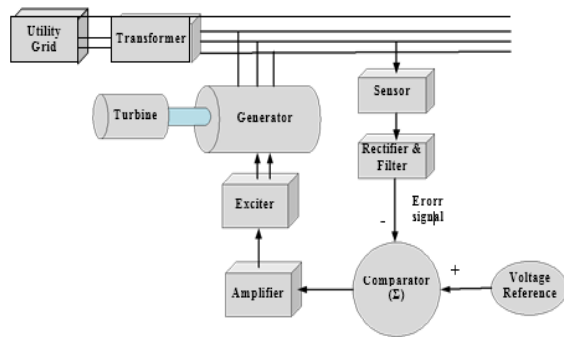 Utility
Grid
Transformer
Sensor
Turbine
Generator
Rectifier &
Filter
Exciter
Erorr
signal
-
+
Comparator
(Σ)
Voltage
Reference
Amplifier